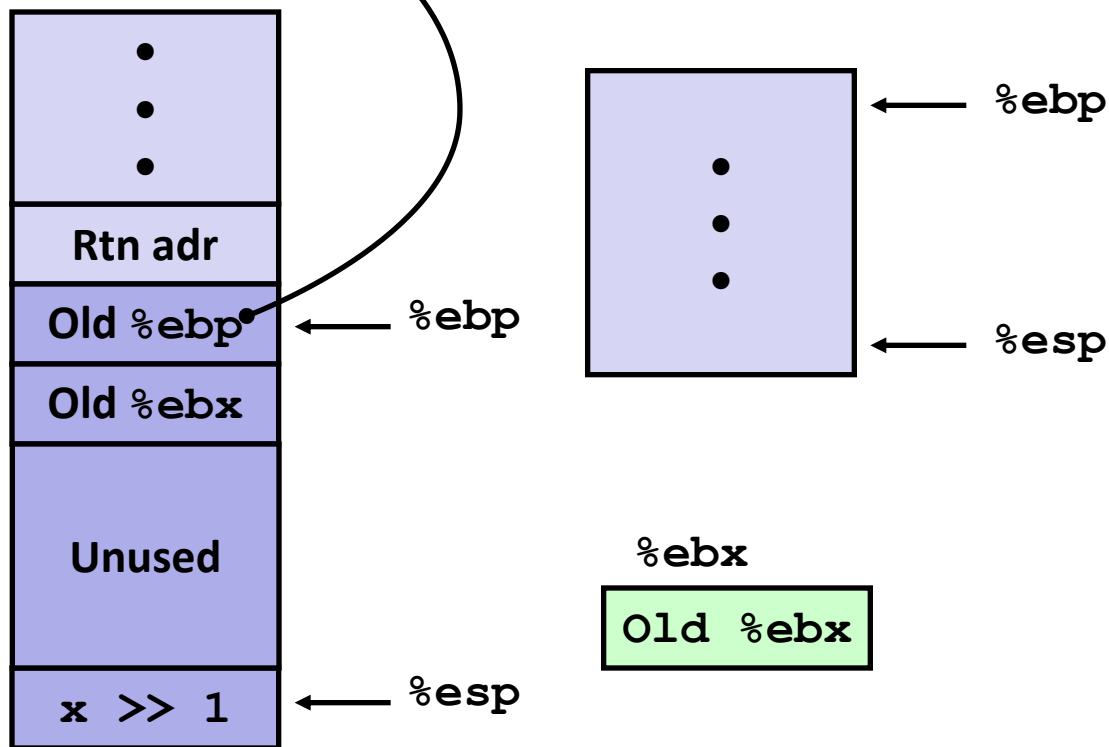 Rtn adr
Old %ebp
%ebp
Old %ebx
Unused
x >> 1
%esp
%ebp
%esp
%ebx
Old %ebx